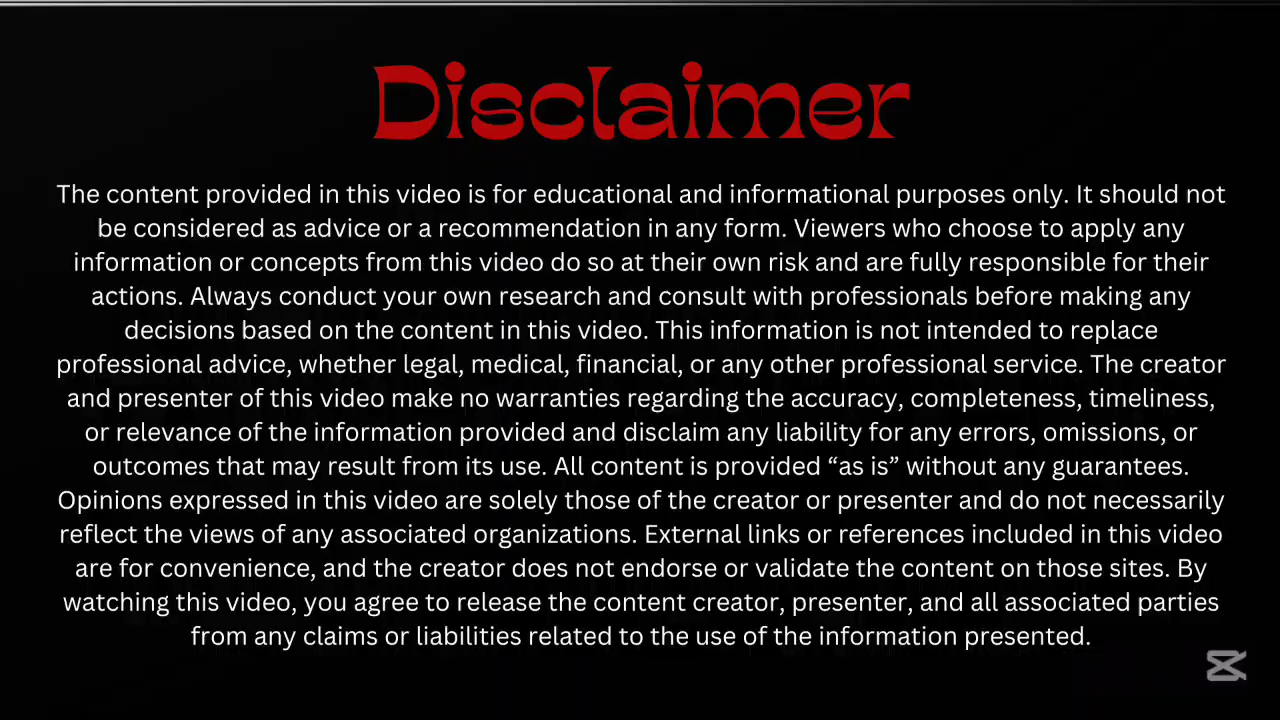 Disclaimer
The content provided in this video is for educational and informational purposes only. It should not
be considered as advice or a recommendation in any form. Viewers who choose to apply any
information or concepts from this video do so at their own risk and are fully responsible for their
actions. Always conduct your own research and consult with professionals before making any
decisions based on the content in this video. This information is not intended to replace
professional advice, whether legal, medical, financial, or any other professional service. The creator
and presenter of this video make no warranties regarding the accuracy, completeness, timeliness,
or relevance of the information provided and disclaim any liability for any errors, omissions, or
outcomes that may result from its use. All content is provided “as is” without any guarantees.
Opinions expressed in this video are solely those of the creator or presenter and do not necessarily
reflect the views of any associated organizations. External links or references included in this video
are for convenience, and the creator does not endorse or validate the content on those sites. By
watching this video, you agree to release the content creator, presenter, and all associated parties
from any claims or liabilities related to the use of the information presented.